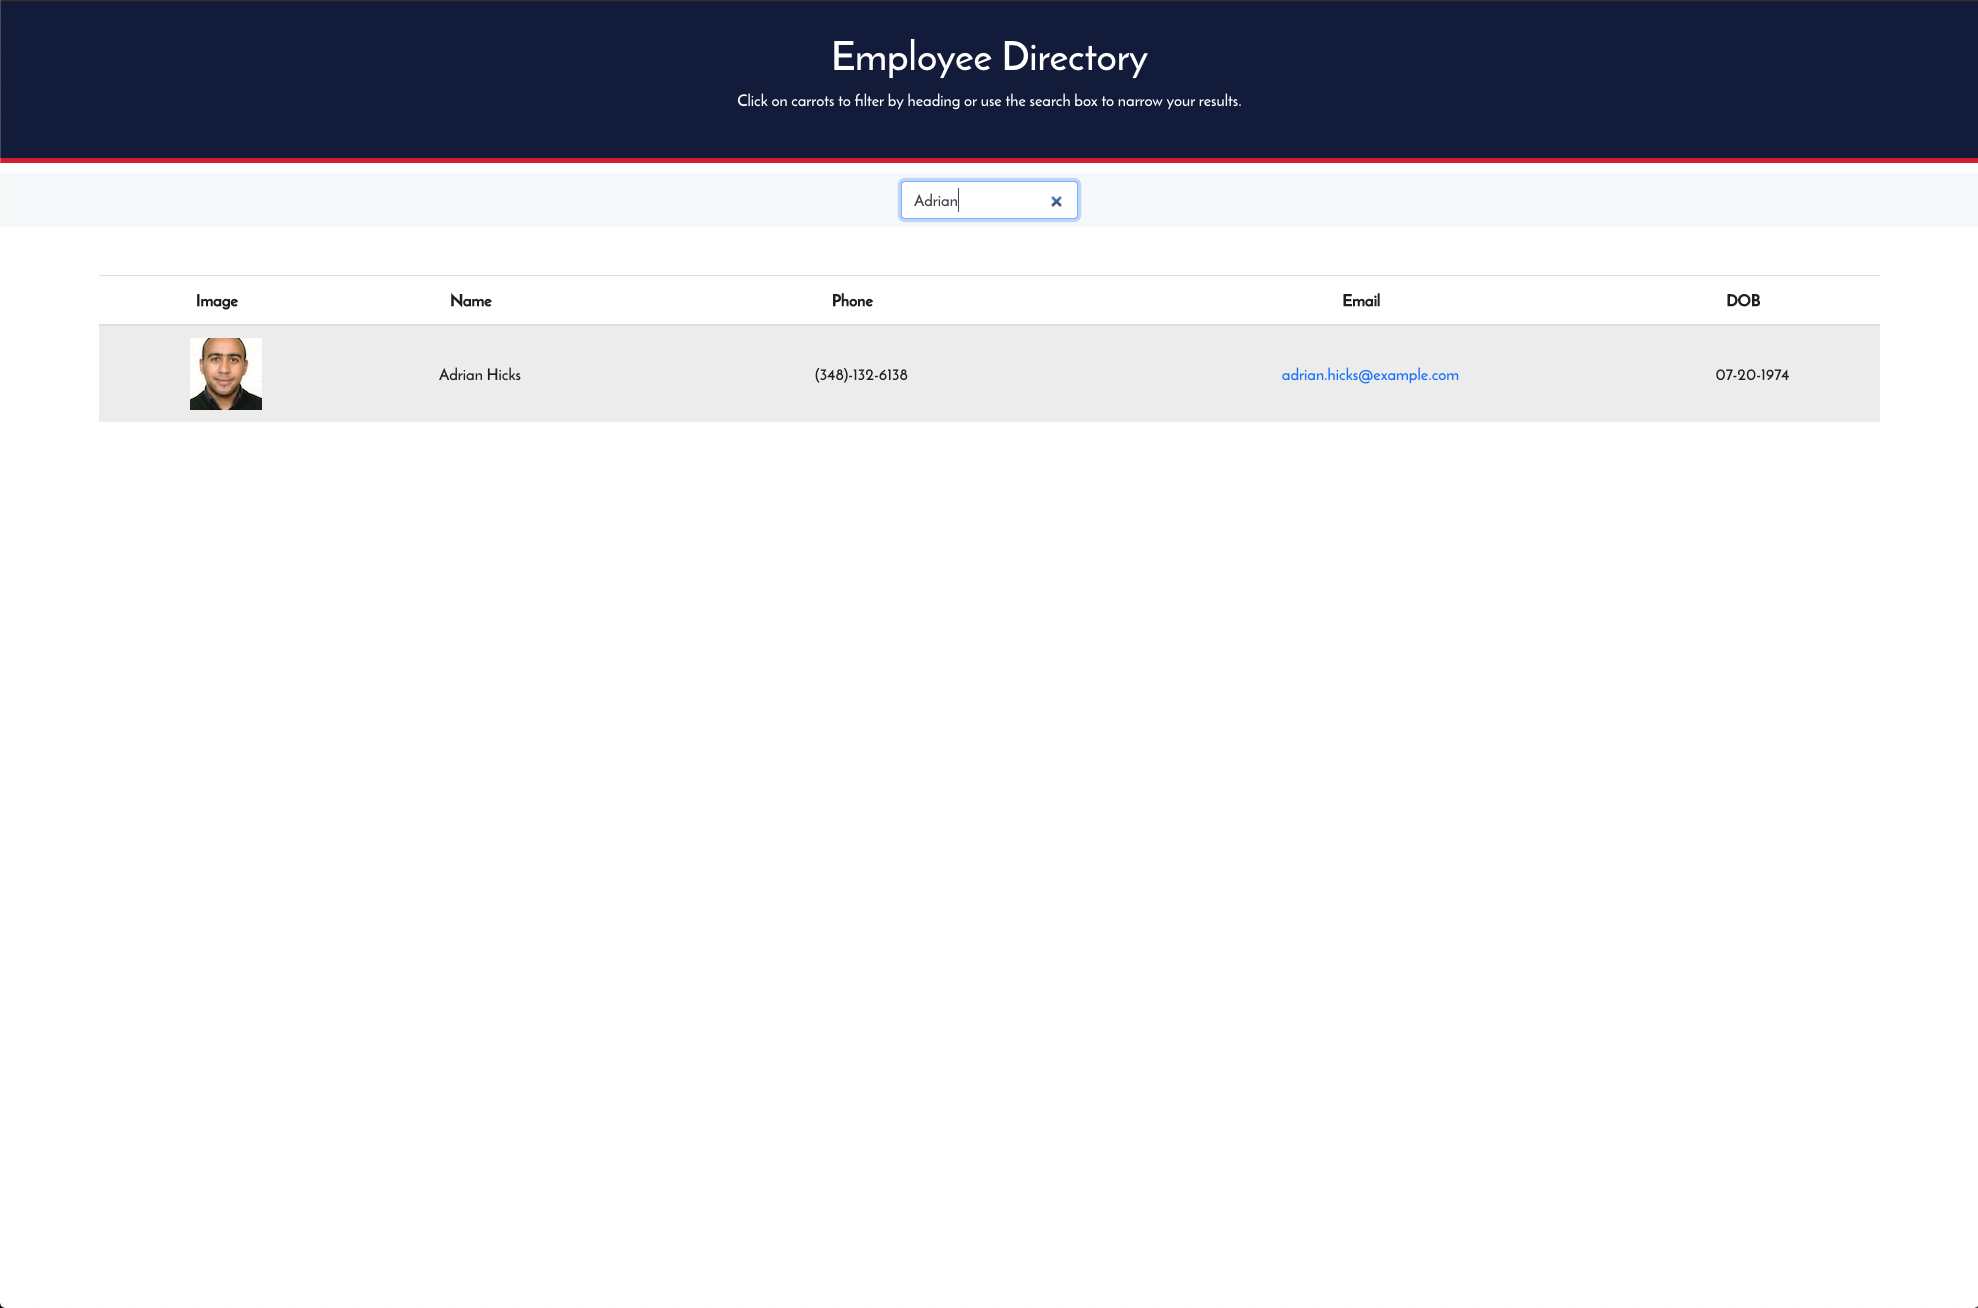 Employee Directory
Click on carrots to filter by heading or use the search box to narrow your results.
Adrian
Image Name Phone Email DOB
Adrian Hicks (348)-132-6138 adrian.hicks@example.com 07-20-1974